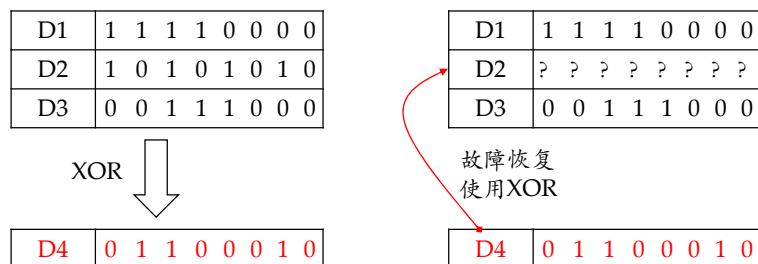 D1 1 1 1 1 0 0 0 0
D2 1 0 1 0 1 0 1 0
D3 0 0 1 1 1 0 0 0
XOR
D4 0 1 1 0 0 0 1 0
D1 1 1 1 1 0 0 0 0
D2 ? ? ? ? ? ? ? ?
D3 0 0 1 1 1 0 0 0
故障恢复
使用XOR
D4 0 1 1 0 0 0 1 0